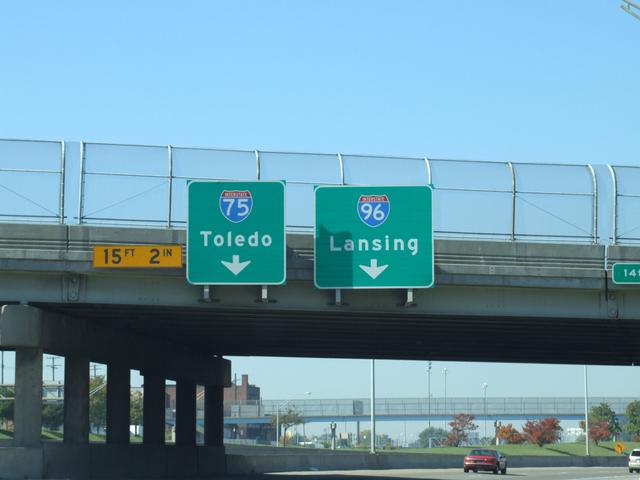 INTERSTATE
75
Toledo
INTERSTATE
96
Lansing
15 FT 2 IN